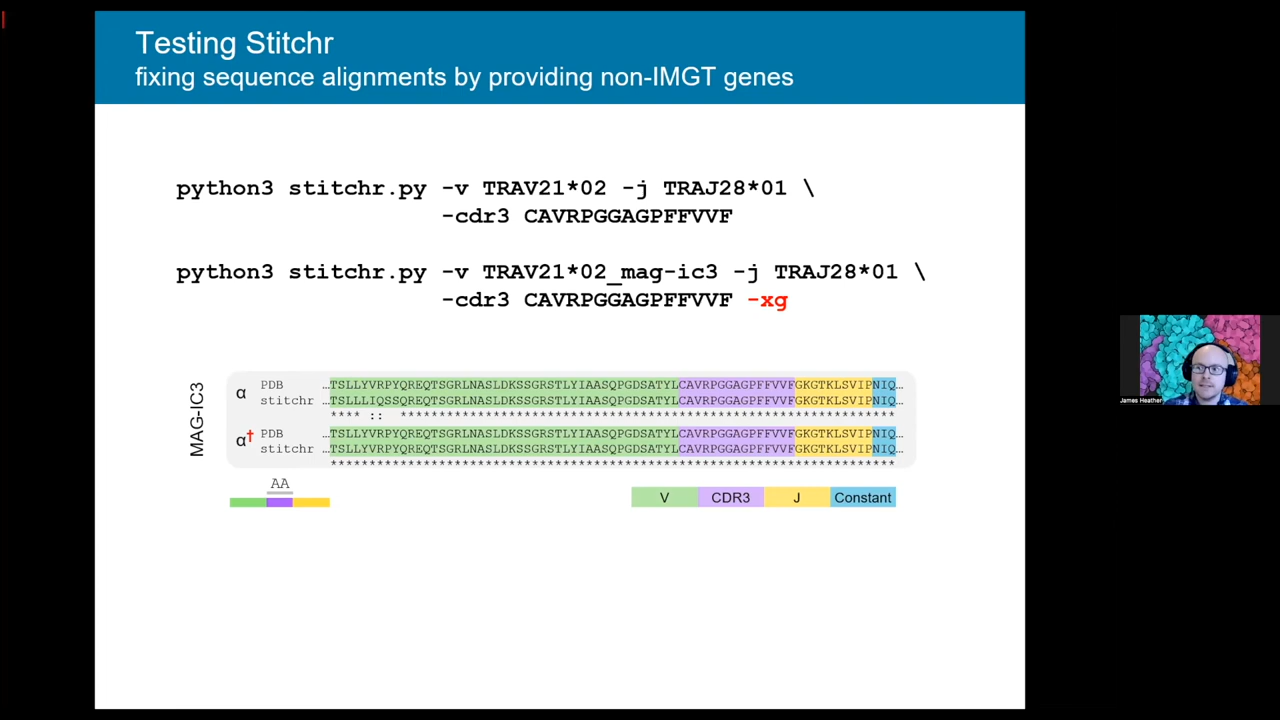 Testing Stitchr
fixing sequence alignments by providing non-IMGT genes
python3 stitchr.py -v TRAV21*02 -j TRAJ28*01 \
-cdr3 CAVRPGGAGPFFVVF
python3 stitchr.py -v TRAV21*02_mag-ic3 -j TRAJ28*01 \
-cdr3 CAVRPGGAGPFFVVF -xg
MAG-IC3
α PDB …TSLLYVRPYQREQTSGRLNASLDKSSGRSTLYIAASQPGDSATYLCAVRPGGAGPFFVVFGKGTKLSVIPNIQ…
stitchr …TSLLLIQSSQREQTSGRLNASLDKSSGRSTLYIAASQPGDSATYLCAVRPGGAGPFFVVFGKGTKLSVIPNIQ…
**** :: ****************************************************************
α† PDB …TSLLYVRPYQREQTSGRLNASLDKSSGRSTLYIAASQPGDSATYLCAVRPGGAGPFFVVFGKGTKLSVIPNIQ…
stitchr …TSLLYVRPYQREQTSGRLNASLDKSSGRSTLYIAASQPGDSATYLCAVRPGGAGPFFVVFGKGTKLSVIPNIQ…
*************************************************************************
AA
V CDR3 J Constant
James Heather